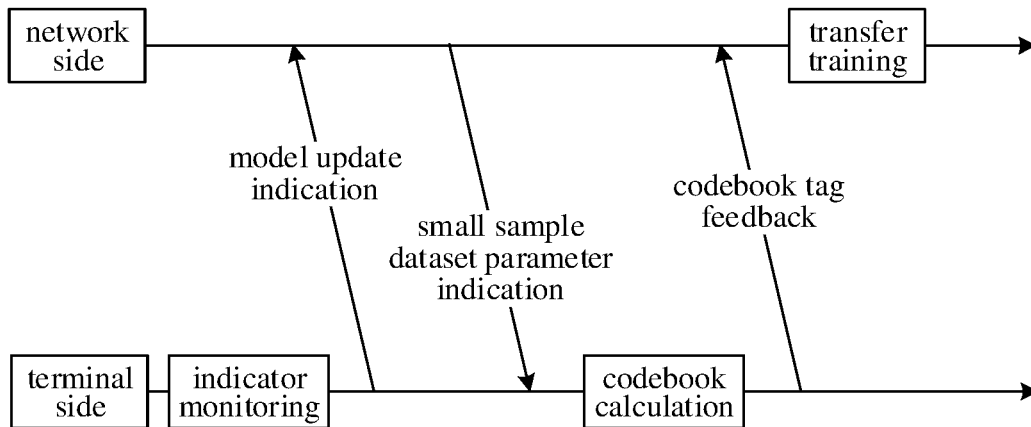 network
side
transfer
training
model update
indication
small sample
dataset parameter
indication
codebook tag
feedback
terminal
side
indicator
monitoring
codebook
calculation